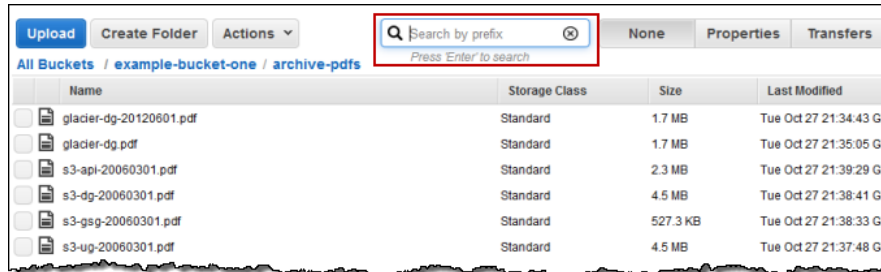 Upload Create Folder Actions Search by prefix None Properties Transfers
Press 'Enter' to search
All Buckets / example-bucket-one / archive-pdfs
Name Storage Class Size Last Modified
glacier-dg-20120601.pdf Standard 1.7 MB Tue Oct 27 21:34:43 G
glacier-dg.pdf Standard 1.7 MB Tue Oct 27 21:35:05 G
s3-api-20060301.pdf Standard 2.3 MB Tue Oct 27 21:39:29 G
s3-dg-20060301.pdf Standard 4.5 MB Tue Oct 27 21:38:41 G
s3-gsg-20060301.pdf Standard 527.3 KB Tue Oct 27 21:38:33 G
s3-ug-20060301.pdf Standard 4.5 MB Tue Oct 27 21:37:48 G